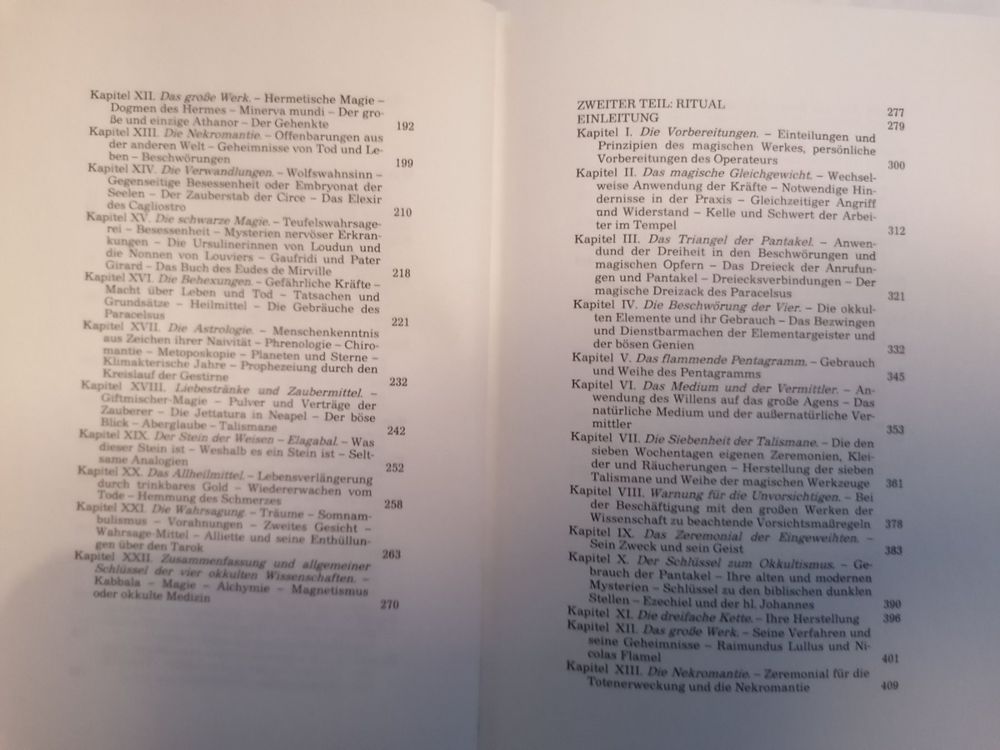 Kapitel XII. Das große Werk. – Hermetische Magie –
Dogmen des Hermes – Minerva mundi – Der gro-
ße und einzige Athanor – Der Gehenkte
192
Kapitel XIII. Die Nekromantie. – Offenbarungen aus
der anderen Welt – Geheimnisse von Tod und Le-
ben – Beschwörungen
199
Kapitel XIV. Die Verwandlungen. – Wolfswahnsinn –
Gegenseitige Besessenheit oder Embryonat der
Seelen – Der Zauberstab der Circe – Das Elexir
des Cagliostro
210
Kapitel XV. Die schwarze Magie. – Teufelswahrsage-
rei – Besessenheit – Mysterien nervöser Erkran-
kungen – Die Ursulinerinnen von Loudun und
die Nonnen von Louviers – Gaufridi und Pater
Girard – Das Buch des Eudes de Mirville
218
Kapitel XVI. Die Behexungen. – Gefährliche Kräfte –
Macht über Leben und Tod – Tatsachen und
Grundsätze – Heilmittel – Die Gebräuche des
Paracelsus
221
Kapitel XVII. Die Astrologie. – Menschenkenntnis
aus Zeichen ihrer Naivität – Phrenologie – Chiro-
mantie – Metoposkopie – Planeten und Sterne –
Klimakterische Jahre – Prophezeiung durch den
Kreislauf der Gestirne
232
Kapitel XVIII. Liebestränke und Zaubermittel. –
Giftmischer-Magie – Pulver und Verträge der
Zauberer – Die Jettatura in Neapel – Der böse
Blick – Aberglaube – Talismane
242
Kapitel XIX. Der Stein der Weisen – Elagabal. – Was
dieser Stein ist – Weshalb es ein Stein ist – Selt-
same Analogien
252
Kapitel XX. Das Allheilmittel. – Lebensverlängerung
durch trinkbares Gold – Wiedererwachen vom
Tode – Hemmung des Schmerzes
258
Kapitel XXI. Die Wahrsagung. – Träume – Somnam-
bulismus – Vorahnungen – Zweites Gesicht –
Wahrsage-Mittel – Alliette und seine Enthüllun-
gen über den Tarok
263
Kapitel XXII. Zusammenfassung und allgemeiner
Schlüssel der vier okkulten Wissenschaften. –
Kabbala – Magie – Alchymie – Magnetismus
oder okkulte Medizin
270
ZWEITER TEIL: RITUAL
277
EINLEITUNG
279
Kapitel I. Die Vorbereitungen. – Einteilungen und
Prinzipien des magischen Werkes, persönliche
Vorbereitungen des Operateurs
300
Kapitel II. Das magische Gleichgewicht. – Wechsel-
weise Anwendung der Kräfte – Notwendige Hin-
dernisse in der Praxis – Gleichzeitiger Angriff
und Widerstand – Kelle und Schwert der Arbei-
ter im Tempel
312
Kapitel III. Das Triangel der Pantakel. – Anwen-
dund der Dreiheit in den Beschwörungen und
magischen Opfern – Das Dreieck der Anrufun-
gen und Pantakel – Dreiecksverbindungen – Der
magische Dreizack des Paracelsus
321
Kapitel IV. Die Beschwörung der Vier. – Die okkul-
ten Elemente und ihr Gebrauch – Das Bezwingen
und Dienstbarmachen der Elementargeister und
der bösen Genien
332
Kapitel V. Das flammende Pentagramm. – Gebrauch
und Weihe des Pentagramms
345
Kapitel VI. Das Medium und der Vermittler. – An-
wendung des Willens auf das große Agens – Das
natürliche Medium und der außernatürliche Ver-
mittler
353
Kapitel VII. Die Siebenheit der Talismane. – Die den
sieben Wochentagen eigenen Zeremonien, Klei-
der und Räucherungen – Herstellung der sieben
Talismane und Weihe der magischen Werkzeuge
361
Kapitel VIII. Warnung für die Unvorsichtigen. – Bei
der Beschäftigung mit den großen Werken der
Wissenschaft zu beachtende Vorsichtsmaßregeln
378
Kapitel IX. Das Zeremonial der Eingeweihten. –
Sein Zweck und sein Geist
383
Kapitel X. Der Schlüssel zum Okkultismus. – Ge-
brauch der Pantakel – Ihre alten und modernen
Mysterien – Schlüssel zu den biblischen dunklen
Stellen – Ezechiel und der hl. Johannes
390
Kapitel XI. Die dreifache Kette. – Ihre Herstellung
396
Kapitel XII. Das große Werk. – Seine Verfahren und
seine Geheimnisse – Raimundus Lullus und Ni-
colas Flamel
401
Kapitel XIII. Die Nekromantie. – Zeremonial für die
Totenerweckung und die Nekromantie
409